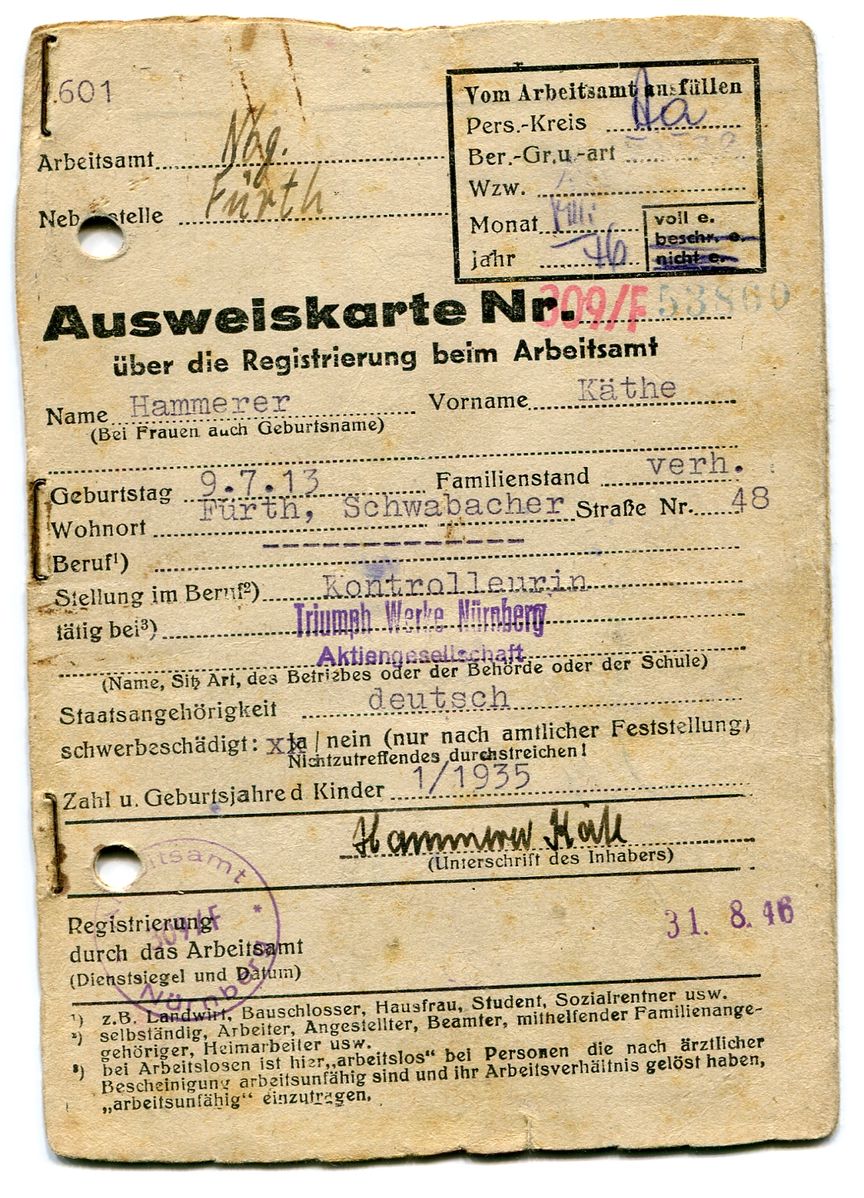 601
Vom Arbeitsamt ausfüllen
Pers.-Kreis Aa
Ber.-Gr.u.-art
Wzw.
Monat
jahr 46
voll e.
beschr. e.
nicht e.
Arbeitsamt Nbg.
Nebenstelle Fürth
Ausweiskarte Nr. 309/F 53860
über die Registrierung beim Arbeitsamt
Name Hammerer Vorname Käthe
(Bei Frauen auch Geburtsname)
Geburtstag 9.7.13 Familienstand verh.
Wohnort Fürth, Schwabacher Straße Nr. 48
Beruf¹) -------------
Stellung im Beruf²) Kontrolleurin
tätig bei³) Triumph Werke Nürnberg
Aktiengesellschaft
(Name, Sitz Art, des Betriebes oder der Behörde oder der Schule)
Staatsangehörigkeit deutsch
schwerbeschädigt: xx ja / nein (nur nach amtlicher Feststellung)
Nichtzutreffendes durchstreichen!
Zahl u. Geburtsjahre d Kinder 1/1935
Hammerer Käte
(Unterschrift des Inhabers)
Arbeitsamt
309/F
Nürnberg
Registrierung
durch das Arbeitsamt
(Dienstsiegel und Datum)
31. 8. 46
¹) z.B. Landwirt, Bauschlosser, Hausfrau, Student, Sozialrentner usw.
²) selbständig, Arbeiter, Angestellter, Beamter, mithelfender Familienange-
gehöriger, Heimarbeiter usw.
³) bei Arbeitslosen ist hier „arbeitslos“ bei Personen die nach ärztlicher
Bescheinigung arbeitsunfähig sind und ihr Arbeitsverhältnis gelöst haben,
„arbeitsunfähig“ einzutragen.